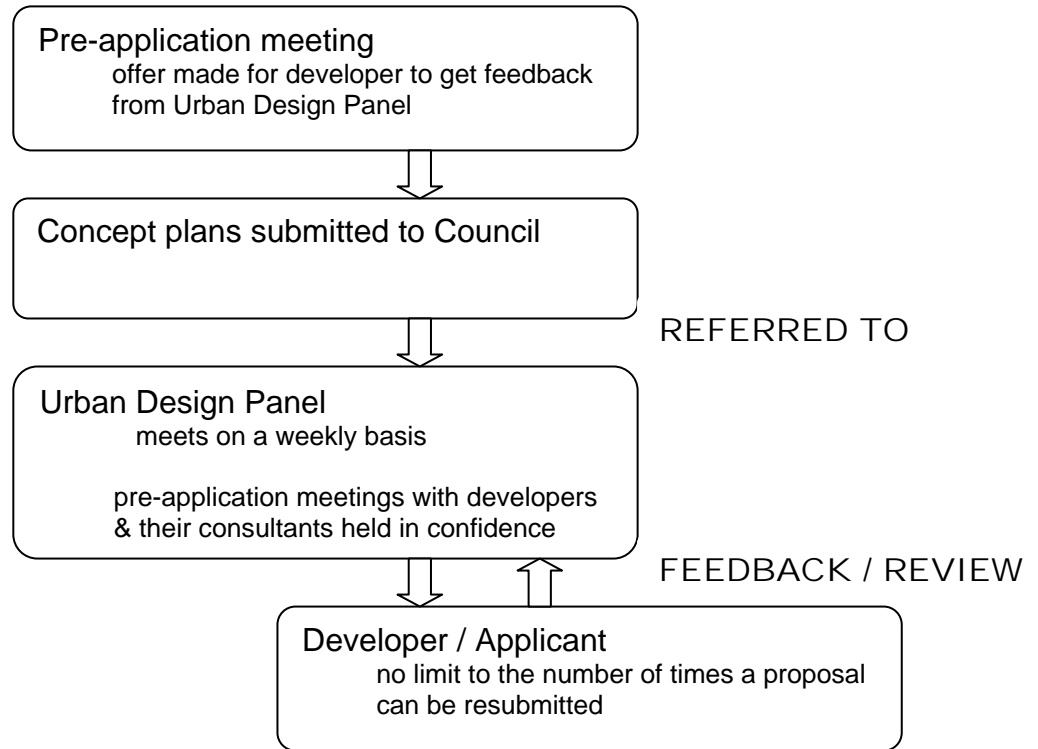 Pre-application meeting
offer made for developer to get feedback
from Urban Design Panel
Concept plans submitted to Council
REFERRED TO
Urban Design Panel
meets on a weekly basis
pre-application meetings with developers
& their consultants held in confidence
FEEDBACK / REVIEW
Developer / Applicant
no limit to the number of times a proposal
can be resubmitted